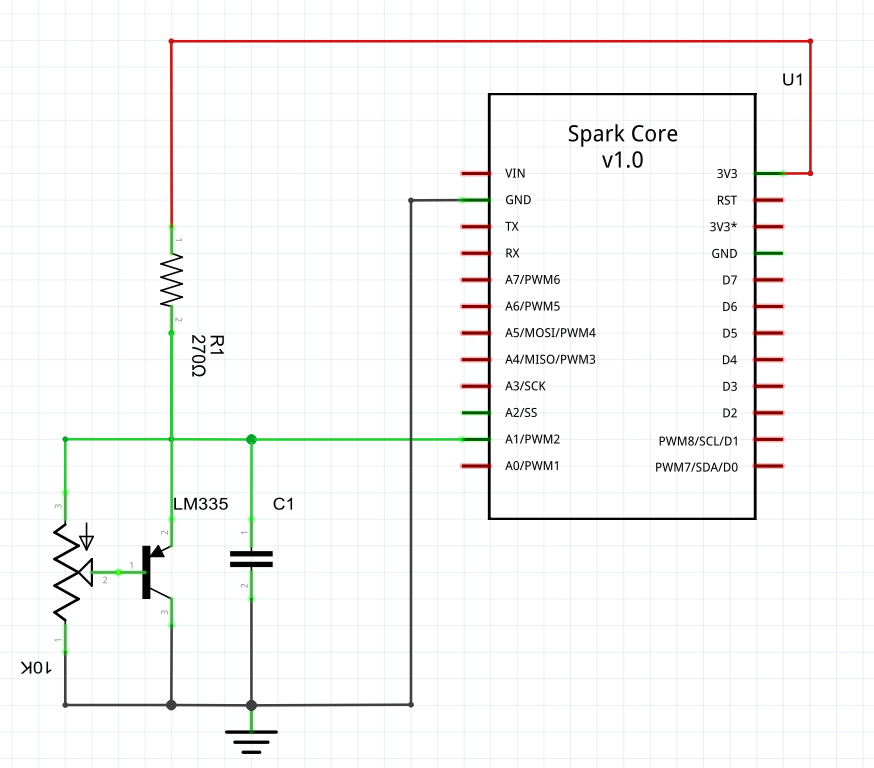 U1
Spark Core
v1.0
VIN
GND
TX
RX
A7/PWM6
A6/PWM5
A5/MOSI/PWM4
A4/MISO/PWM3
A3/SCK
A2/SS
A1/PWM2
A0/PWM1
3V3
RST
3V3*
GND
D7
D6
D5
D4
D3
D2
PWM8/SCL/D1
PWM7/SDA/D0
1
2
R1
270Ω
3
2
1
10K
LM335
2
1
3
C1
1
2